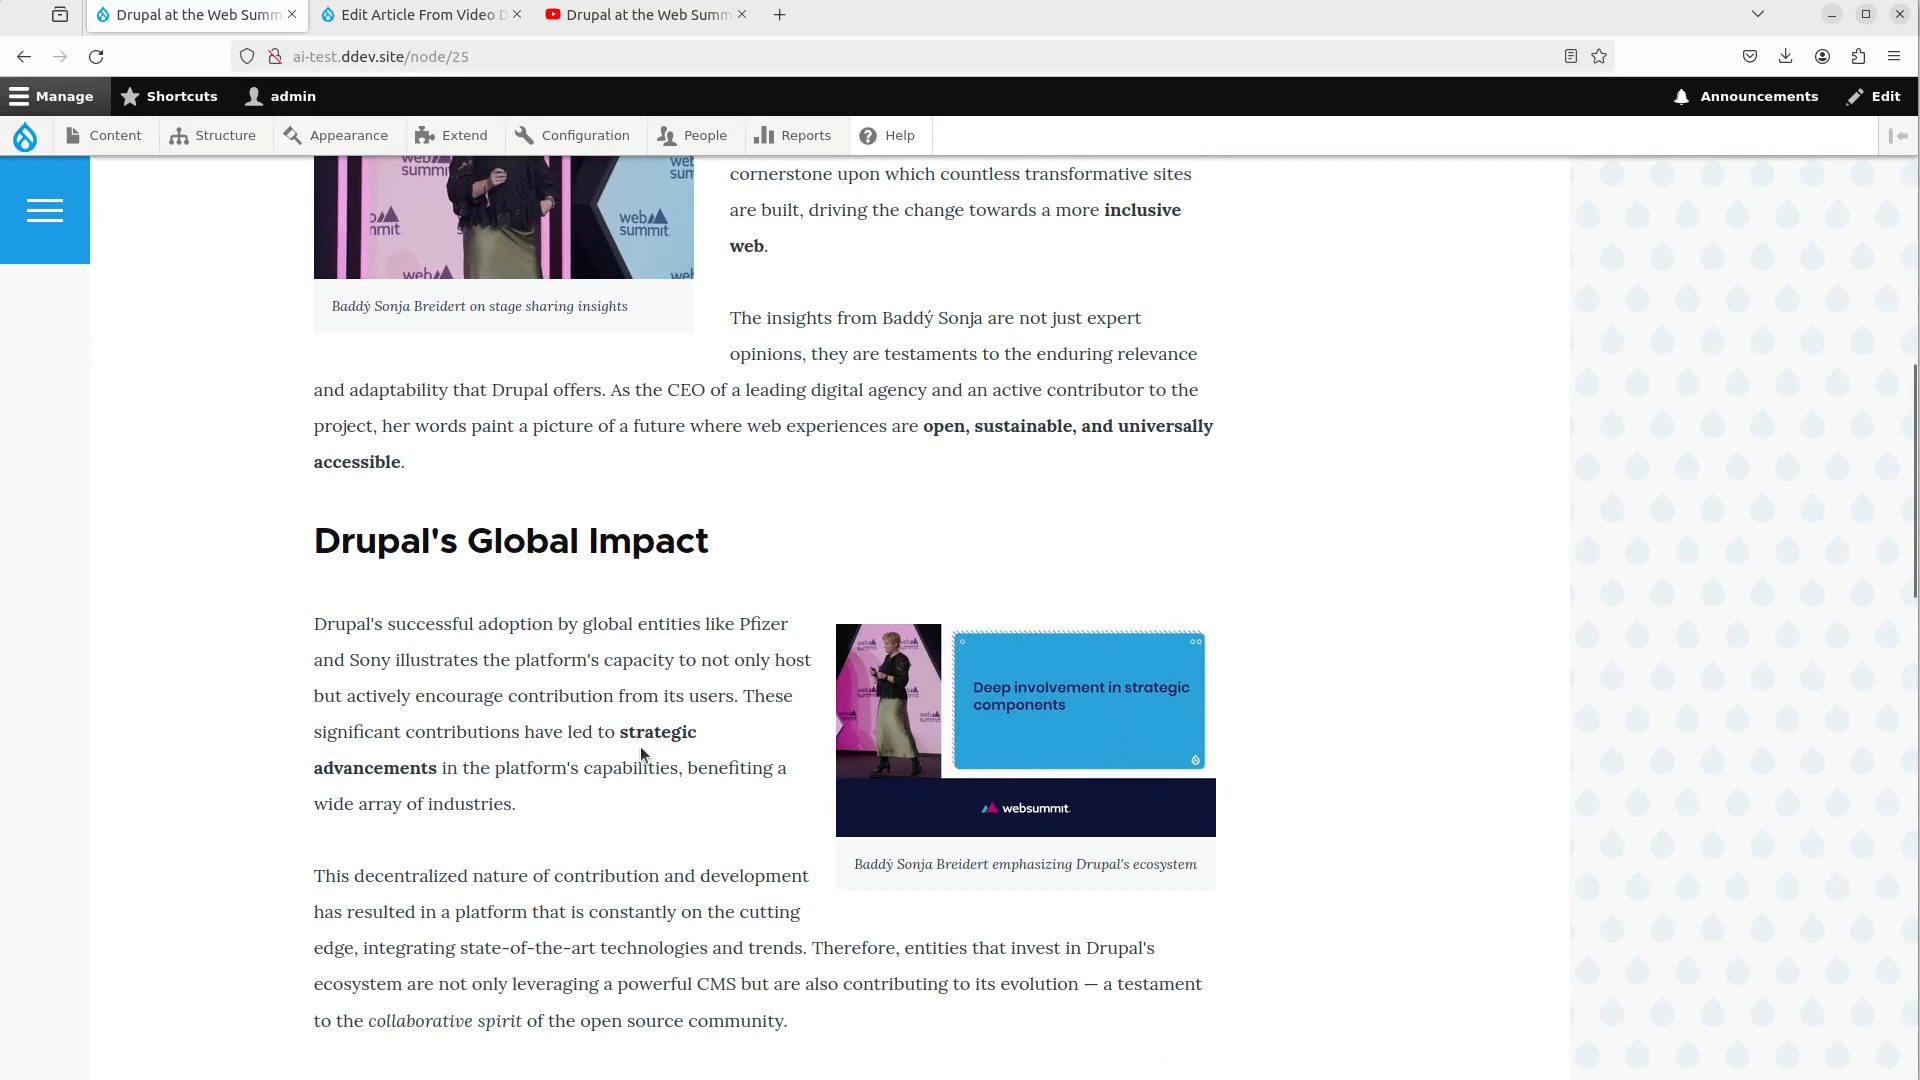 Drupal at the Web Summ
Edit Article From Video D
Drupal at the Web Summ
ai-test.ddev.site/node/25
Manage
Shortcuts
admin
Announcements
Edit
Content
Structure
Appearance
Extend
Configuration
People
Reports
Help
cornerstone upon which countless transformative sites
are built, driving the change towards a more inclusive
web.
web summit
web summit
Baddý Sonja Breidert on stage sharing insights
The insights from Baddý Sonja are not just expert
opinions, they are testaments to the enduring relevance
and adaptability that Drupal offers. As the CEO of a leading digital agency and an active contributor to the
project, her words paint a picture of a future where web experiences are open, sustainable, and universally
accessible.
Drupal's Global Impact
Drupal's successful adoption by global entities like Pfizer
and Sony illustrates the platform's capacity to not only host
but actively encourage contribution from its users. These
significant contributions have led to strategic
advancements in the platform's capabilities, benefiting a
wide array of industries.
Deep involvement in strategic
components
websummit.
Baddý Sonja Breidert emphasizing Drupal's ecosystem
This decentralized nature of contribution and development
has resulted in a platform that is constantly on the cutting
edge, integrating state-of-the-art technologies and trends. Therefore, entities that invest in Drupal's
ecosystem are not only leveraging a powerful CMS but are also contributing to its evolution — a testament
to the collaborative spirit of the open source community.